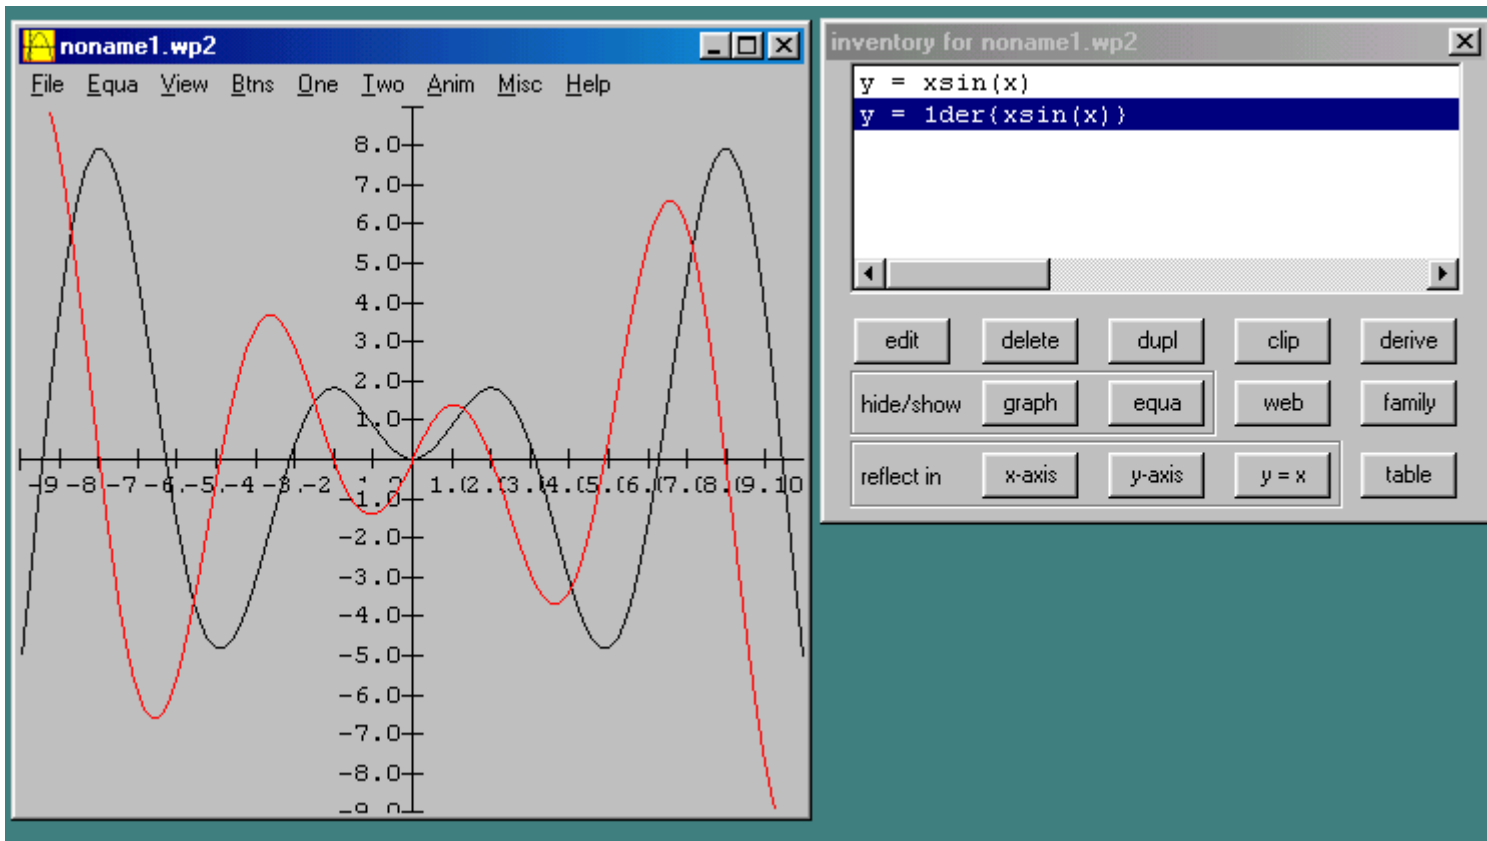 noname1.wp2
File Equa View Btns One Two Anim Misc Help
8.0
7.0
6.0
5.0
4.0
3.0
2.0
1.0
-9 -8 -7 -6 -5 -4 -3 -2
-1.0
-2.0
-3.0
-4.0
-5.0
-6.0
-7.0
-8.0
-9.0
inventory for noname1.wp2
y = xsin(x)
y = 1der{xsin(x)}
edit delete dupl clip derive
hide/show graph equa web family
reflect in x-axis y-axis y = x table